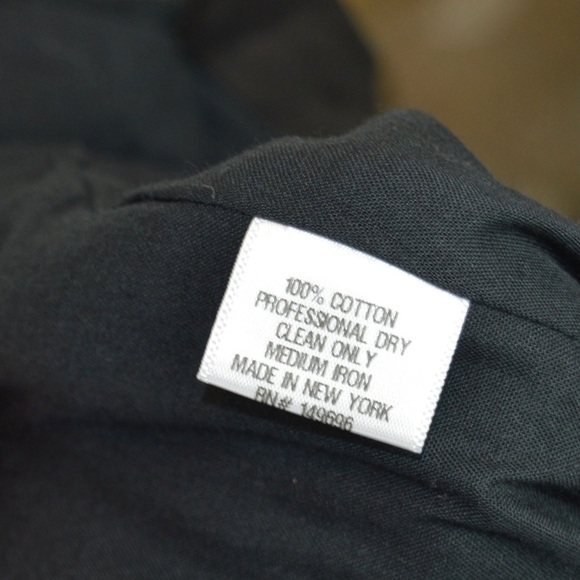 100% COTTON
PROFESSIONAL DRY
CLEAN ONLY
MEDIUM IRON
MADE IN NEW YORK
RN# 149696